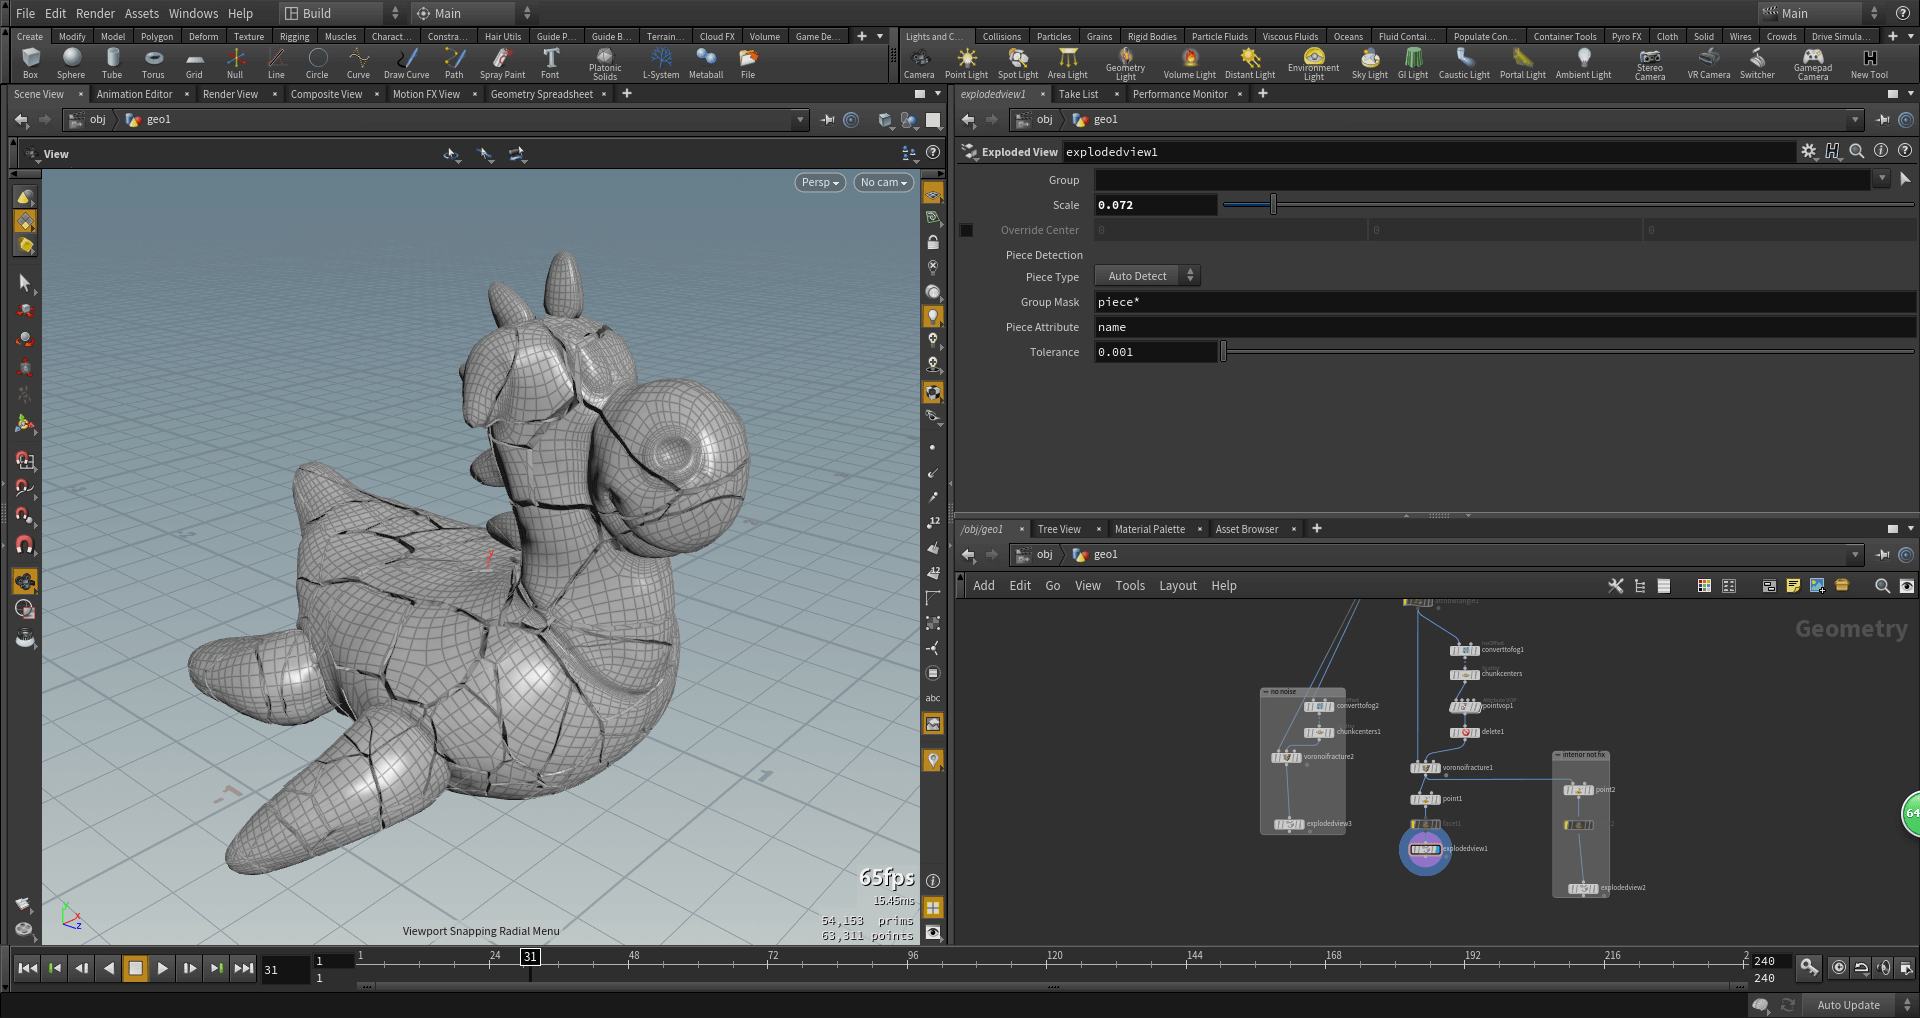 File Edit Render Assets Windows Help Build Main Main
Create Modify Model Polygon Deform Texture Rigging Muscles Charact... Constra... Hair Utils Guide P... Guide B... Terrain... Cloud FX Volume Game De...
Lights and C... Collisions Particles Grains Rigid Bodies Particle Fluids Viscous Fluids Oceans Fluid Contai... Populate Con... Container Tools Pyro FX Cloth Solid Wires Crowds Drive Simula...
Box Sphere Tube Torus Grid Null Line Circle Curve Draw Curve Path Spray Paint Font Platonic Solids L-System Metaball File
Camera Point Light Spot Light Area Light Geometry Light Volume Light Distant Light Environment Light Sky Light GI Light Caustic Light Portal Light Ambient Light Stereo Camera VR Camera Switcher Gamepad Camera New Tool
Scene View Animation Editor Render View Composite View Motion FX View Geometry Spreadsheet
explodedview1 Take List Performance Monitor
obj geo1
obj geo1
View
Exploded View explodedview1
Persp No cam
Group
Scale 0.072
Override Center 0 0 0
Piece Detection
Piece Type Auto Detect
Group Mask piece*
Piece Attribute name
Tolerance 0.001
/obj/geo1 Tree View Material Palette Asset Browser
obj geo1
Add Edit Go View Tools Layout Help
Geometry
converttofog1
chunkcenters
pointvop1
delete1
no noise
converttofog2
chunkcenters1
voronoifracture2
explodedview3
voronoifracture1
point1
facet1
explodedview1
interior not fix
point2
explodedview2
64
12
12
abc
1
65fps
15.45ms
54,153 prims
63,311 points
y
x
z
Viewport Snapping Radial Menu
31 1 1
1 24 31 48 72 96 120 144 168 192 216 2
240
240
Auto Update